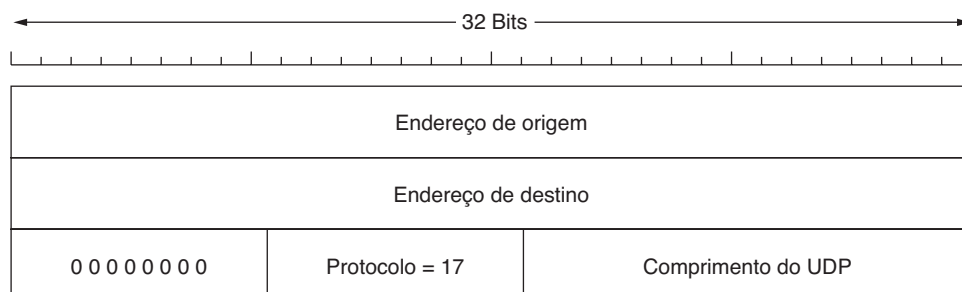 32 Bits
Endereço de origem
Endereço de destino
0 0 0 0 0 0 0 0 Protocolo = 17 Comprimento do UDP